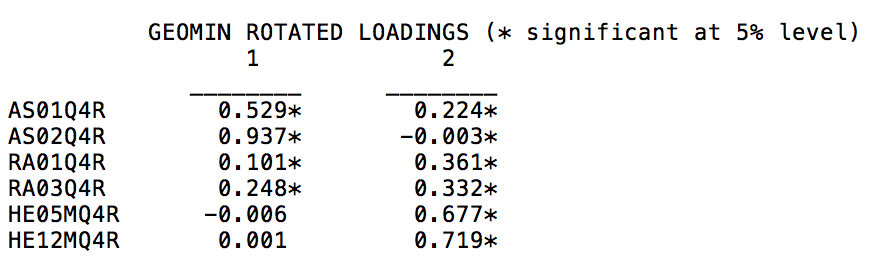 GEOMIN ROTATED LOADINGS (* significant at 5% level)
1 2
________ ________
AS01Q4R 0.529* 0.224*
AS02Q4R 0.937* -0.003*
RA01Q4R 0.101* 0.361*
RA03Q4R 0.248* 0.332*
HE05MQ4R -0.006 0.677*
HE12MQ4R 0.001 0.719*